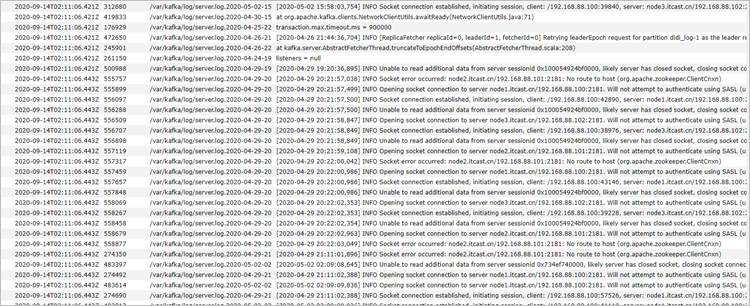 2020-09-14T02:11:06.421Z 312680 /var/kafka/log/server.log.2020-05-02-15 [2020-05-02 15:58:03,754] INFO Socket connection established, initiating session, client: /192.168.88.100:39840, server: node3.itcast.cn/192.168.88.102:2
2020-09-14T02:11:06.421Z 419833 /var/kafka/log/server.log.2020-04-30-15 at org.apache.kafka.clients.NetworkClientUtils.awaitReady(NetworkClientUtils.java:71)
2020-09-14T02:11:06.422Z 176929 /var/kafka/log/server.log.2020-04-25-22 transaction.max.timeout.ms = 900000
2020-09-14T02:11:06.422Z 472650 /var/kafka/log/server.log.2020-04-26-21 [2020-04-26 21:44:36,704] INFO [ReplicaFetcher replicaId=0, leaderId=1, fetcherId=0] Retrying leaderEpoch request for partition didi_log-1 as the leader re
2020-09-14T02:11:06.422Z 245901 /var/kafka/log/server.log.2020-04-26-22 at kafka.server.AbstractFetcherThread.truncateToEpochEndOffsets(AbstractFetcherThread.scala:208)
2020-09-14T02:11:06.422Z 261150 /var/kafka/log/server.log.2020-04-29-19 listeners = null
2020-09-14T02:11:06.422Z 500988 /var/kafka/log/server.log.2020-04-29-19 [2020-04-29 19:20:36,895] INFO Unable to read additional data from server sessionid 0x100054924bf0000, likely server has closed socket, closing socket co
2020-09-14T02:11:06.443Z 555757 /var/kafka/log/server.log.2020-04-29-20 [2020-04-29 20:21:57,038] INFO Socket error occurred: node2.itcast.cn/192.168.88.101:2181: No route to host (org.apache.zookeeper.ClientCnxn)
2020-09-14T02:11:06.443Z 555899 /var/kafka/log/server.log.2020-04-29-20 [2020-04-29 20:21:57,499] INFO Opening socket connection to server node1.itcast.cn/192.168.88.100:2181. Will not attempt to authenticate using SASL (u
2020-09-14T02:11:06.443Z 556097 /var/kafka/log/server.log.2020-04-29-20 [2020-04-29 20:21:57,500] INFO Socket connection established, initiating session, client: /192.168.88.100:42890, server: node1.itcast.cn/192.168.88.100:2
2020-09-14T02:11:06.443Z 556288 /var/kafka/log/server.log.2020-04-29-20 [2020-04-29 20:21:57,500] INFO Unable to read additional data from server sessionid 0x100054924bf0000, likely server has closed socket, closing socket co
2020-09-14T02:11:06.443Z 556509 /var/kafka/log/server.log.2020-04-29-20 [2020-04-29 20:21:58,847] INFO Opening socket connection to server node3.itcast.cn/192.168.88.102:2181. Will not attempt to authenticate using SASL (u
2020-09-14T02:11:06.443Z 556707 /var/kafka/log/server.log.2020-04-29-20 [2020-04-29 20:21:58,847] INFO Socket connection established, initiating session, client: /192.168.88.100:38976, server: node3.itcast.cn/192.168.88.102:2
2020-09-14T02:11:06.443Z 556898 /var/kafka/log/server.log.2020-04-29-20 [2020-04-29 20:21:58,849] INFO Unable to read additional data from server sessionid 0x100054924bf0000, likely server has closed socket, closing socket co
2020-09-14T02:11:06.443Z 557119 /var/kafka/log/server.log.2020-04-29-20 [2020-04-29 20:21:59,108] INFO Opening socket connection to server node2.itcast.cn/192.168.88.101:2181. Will not attempt to authenticate using SASL (u
2020-09-14T02:11:06.443Z 557317 /var/kafka/log/server.log.2020-04-29-20 [2020-04-29 20:22:00,042] INFO Socket error occurred: node2.itcast.cn/192.168.88.101:2181: No route to host (org.apache.zookeeper.ClientCnxn)
2020-09-14T02:11:06.443Z 557459 /var/kafka/log/server.log.2020-04-29-20 [2020-04-29 20:22:00,986] INFO Opening socket connection to server node1.itcast.cn/192.168.88.100:2181. Will not attempt to authenticate using SASL (u
2020-09-14T02:11:06.443Z 557657 /var/kafka/log/server.log.2020-04-29-20 [2020-04-29 20:22:00,986] INFO Socket connection established, initiating session, client: /192.168.88.100:43146, server: node1.itcast.cn/192.168.88.100:2
2020-09-14T02:11:06.443Z 557848 /var/kafka/log/server.log.2020-04-29-20 [2020-04-29 20:22:00,988] INFO Unable to read additional data from server sessionid 0x100054924bf0000, likely server has closed socket, closing socket co
2020-09-14T02:11:06.443Z 558069 /var/kafka/log/server.log.2020-04-29-20 [2020-04-29 20:22:02,353] INFO Opening socket connection to server node3.itcast.cn/192.168.88.102:2181. Will not attempt to authenticate using SASL (u
2020-09-14T02:11:06.443Z 558267 /var/kafka/log/server.log.2020-04-29-20 [2020-04-29 20:22:02,353] INFO Socket connection established, initiating session, client: /192.168.88.100:39228, server: node3.itcast.cn/192.168.88.102:2
2020-09-14T02:11:06.443Z 558458 /var/kafka/log/server.log.2020-04-29-20 [2020-04-29 20:22:02,354] INFO Unable to read additional data from server sessionid 0x100054924bf0000, likely server has closed socket, closing socket co
2020-09-14T02:11:06.443Z 558679 /var/kafka/log/server.log.2020-04-29-20 [2020-04-29 20:22:02,979] INFO Opening socket connection to server node2.itcast.cn/192.168.88.101:2181. Will not attempt to authenticate using SASL (u
2020-09-14T02:11:06.443Z 558877 /var/kafka/log/server.log.2020-04-29-20 [2020-04-29 20:22:03,054] INFO Socket error occurred: node2.itcast.cn/192.168.88.101:2181: No route to host (org.apache.zookeeper.ClientCnxn)
2020-09-14T02:11:06.443Z 274350 /var/kafka/log/server.log.2020-04-29-21 [2020-04-29 21:11:01,896] INFO Socket error occurred: node2.itcast.cn/192.168.88.101:2181: No route to host (org.apache.zookeeper.ClientCnxn)
2020-09-14T02:11:06.443Z 483397 /var/kafka/log/server.log.2020-05-02-02 [2020-05-02 02:09:08,654] INFO Unable to read additional data from server sessionid 0x734ef740000, likely server has closed socket, closing socket connec
2020-09-14T02:11:06.443Z 274492 /var/kafka/log/server.log.2020-04-29-21 [2020-04-29 21:11:02,388] INFO Opening socket connection to server node1.itcast.cn/192.168.88.100:2181. Will not attempt to authenticate using SASL (u
2020-09-14T02:11:06.443Z 483614 /var/kafka/log/server.log.2020-05-02-02 [2020-05-02 02:09:09,836] INFO Opening socket connection to server node2.itcast.cn/192.168.88.101:2181. Will not attempt to authenticate using SASL (u
2020-09-14T02:11:06.443Z 274690 /var/kafka/log/server.log.2020-04-29-21 [2020-04-29 21:11:02,388] INFO Socket connection established, initiating session, client: /192.168.88.100:57526, server: node1.itcast.cn/192.168.88.100:2